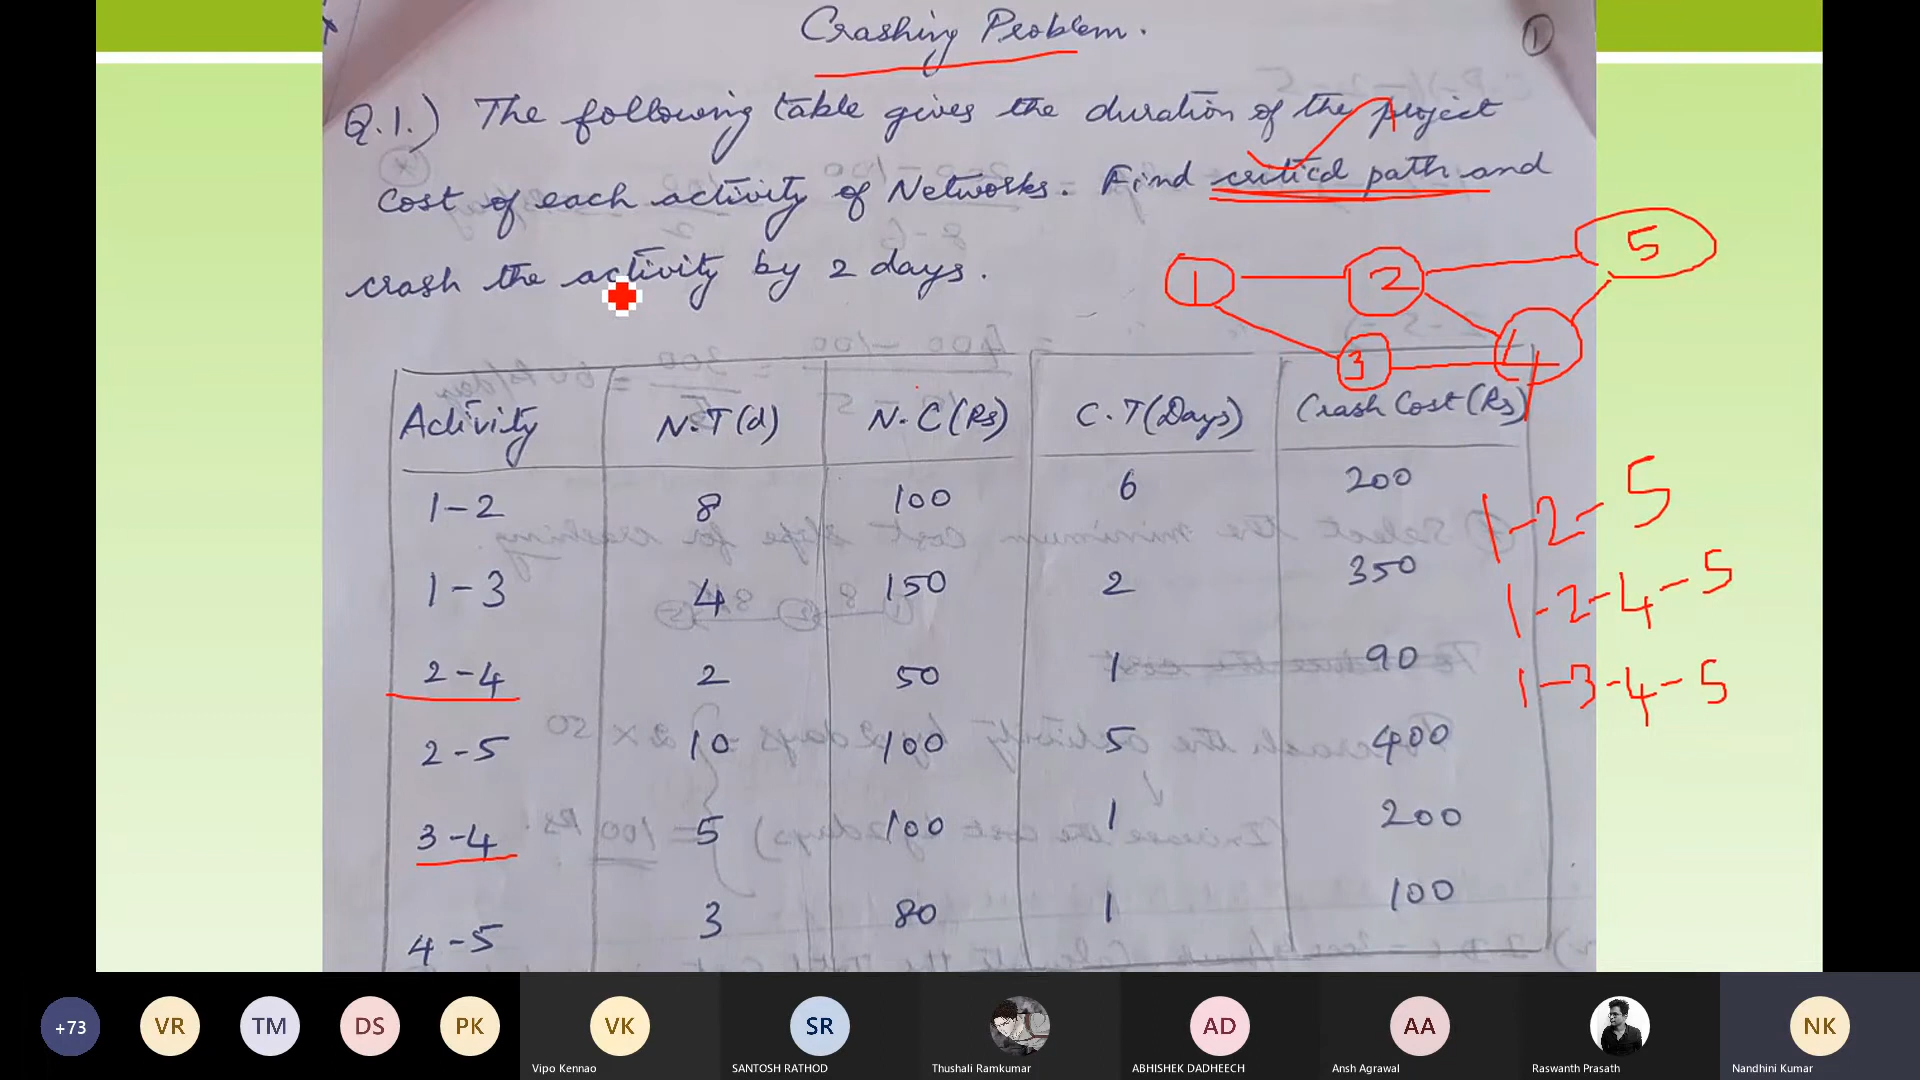 Crashing Problem.
1
Q.1.) The following table gives the duration of the project
cost of each activity of Networks. Find critical path and
crash the activity by 2 days.
1 2 5
3 4
Activity N.T(d) N.C(Rs) C.T(Days) Crash Cost(Rs)
1-2 8 100 6 200
1-3 4 150 2 350
2-4 2 50 1 90
2-5 10 100 5 400
3-4 5 100 1 200
4-5 3 80 1 100
1-2-5
1-2-4-5
1-3-4-5
+73 VR TM DS PK VK SR AD AA NK
Vipo Kennao SANTOSH RATHOD Thushali Ramkumar ABHISHEK DADHEECH Ansh Agrawal Raswanth Prasath Nandhini Kumar